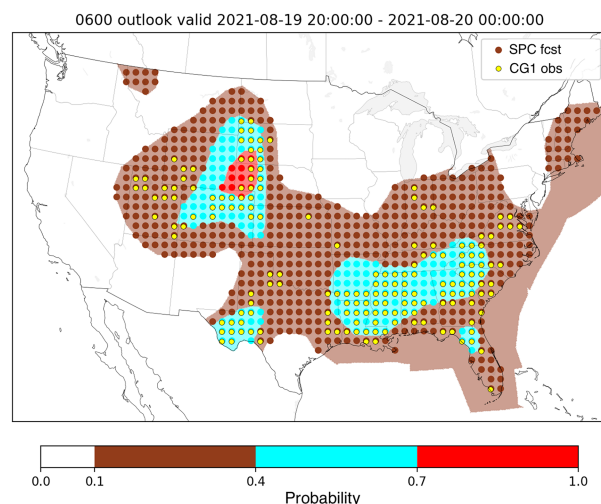 0600 outlook valid 2021-08-19 20:00:00 - 2021-08-20 00:00:00
SPC fcst
CG1 obs
0.0 0.1 0.4 0.7 1.0
Probability